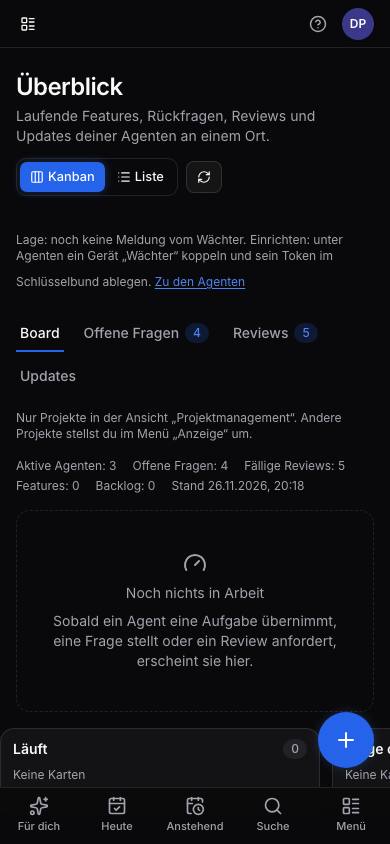 DP
Überblick
Laufende Features, Rückfragen, Reviews und
Updates deiner Agenten an einem Ort.
Kanban Liste
Lage: noch keine Meldung vom Wächter. Einrichten: unter
Agenten ein Gerät „Wächter“ koppeln und sein Token im
Schlüsselbund ablegen. Zu den Agenten
Board Offene Fragen 4 Reviews 5
Updates
Nur Projekte in der Ansicht „Projektmanagement“. Andere
Projekte stellst du im Menü „Anzeige“ um.
Aktive Agenten: 3 Offene Fragen: 4 Fällige Reviews: 5
Features: 0 Backlog: 0 Stand 26.11.2026, 20:18
Noch nichts in Arbeit
Sobald ein Agent eine Aufgabe übernimmt,
eine Frage stellt oder ein Review anfordert,
erscheint sie hier.
Läuft 0
Keine Karten Keine Ka
Für dich Heute Anstehend Suche Menü